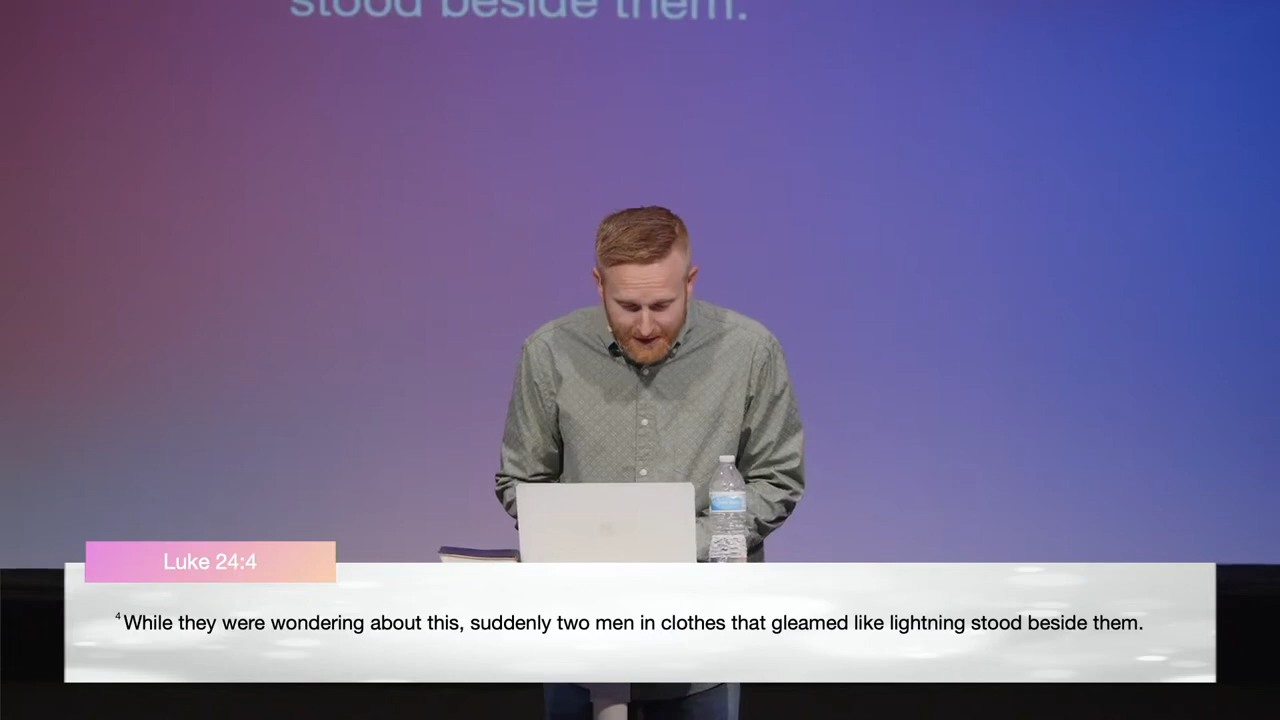 stood beside them.
Luke 24:4
4 While they were wondering about this, suddenly two men in clothes that gleamed like lightning stood beside them.